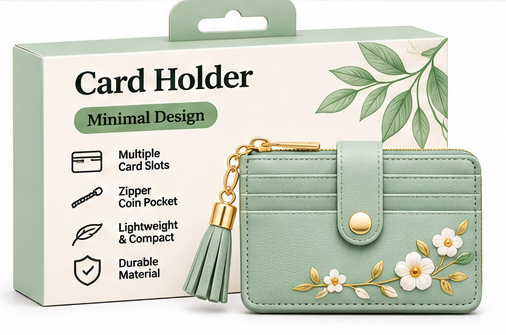 Card Holder
Minimal Design
Multiple
Card Slots
Zipper
Coin Pocket
Lightweight
& Compact
Durable
Material